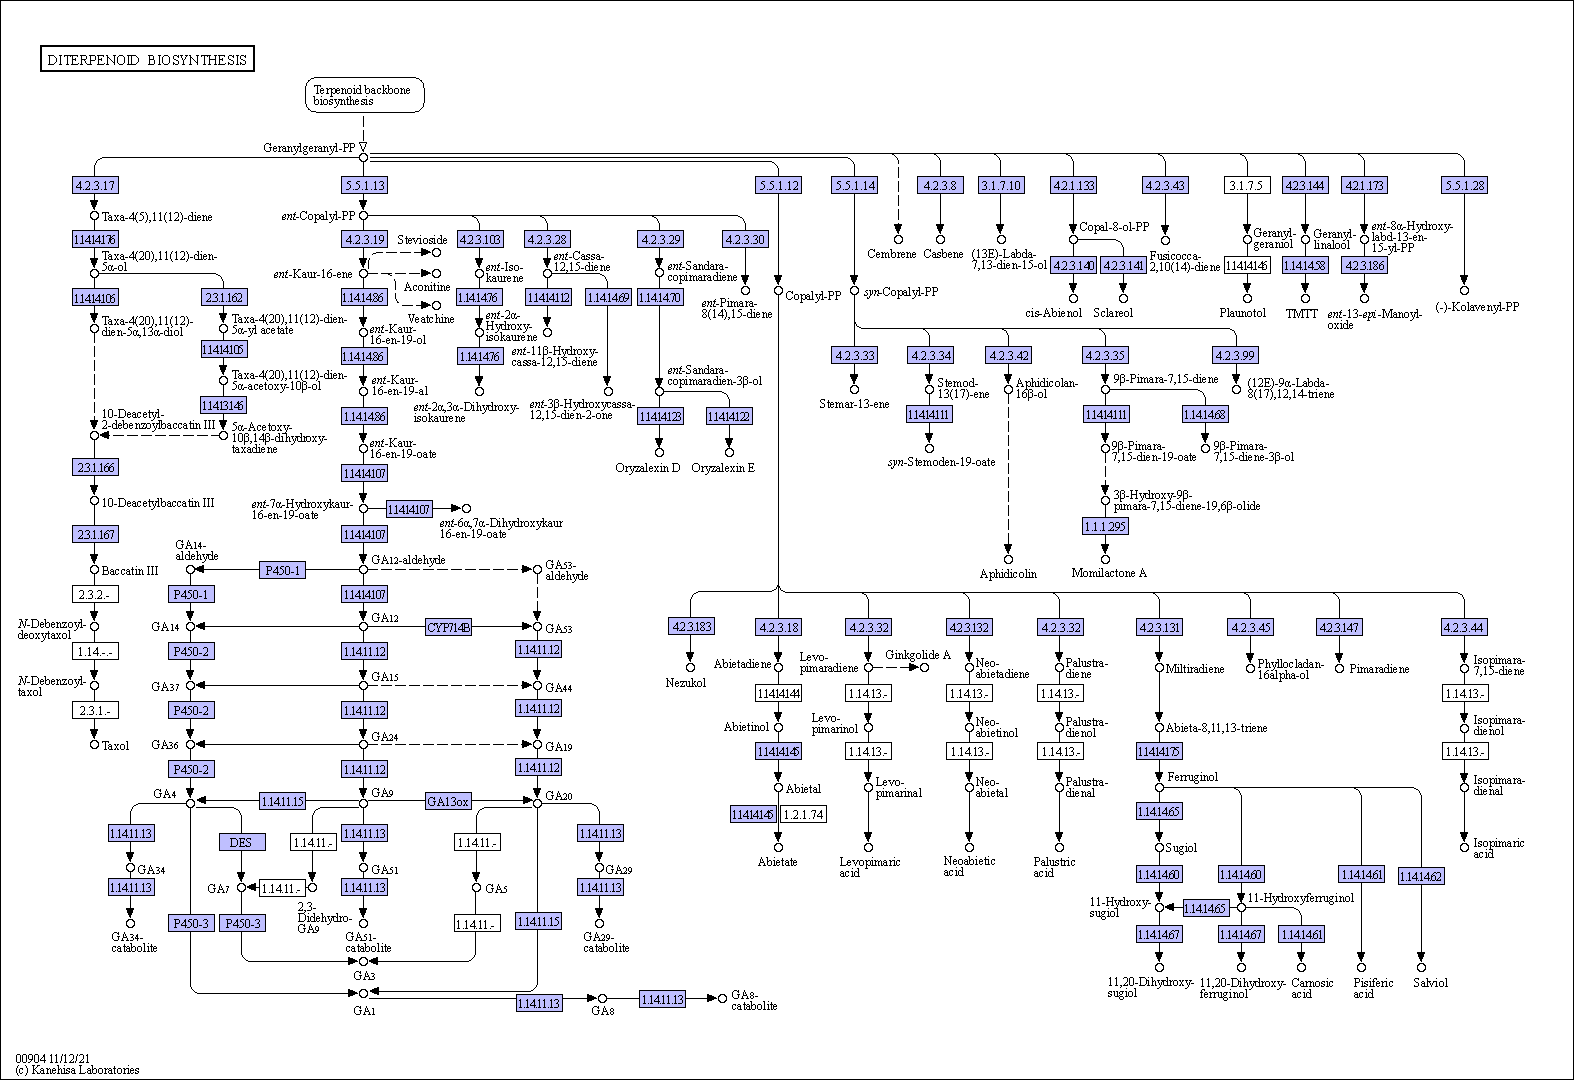 DITERPENOID BIOSYNTHESIS
Terpenoid backbone
biosynthesis
Geranylgeranyl-PP
4.2.3.17
5.5.1.13
5.5.1.12
5.5.1.14
4.2.3.8
3.1.7.10
4.2.1.133
4.2.3.43
3.1.7.5
4.2.3.144
4.2.1.173
5.5.1.28
Taxa-4(5),11(12)-diene
ent-Copalyl-PP
1.14.14.176
4.2.3.19
Stevioside
4.2.3.103
4.2.3.28
4.2.3.29
4.2.3.30
Cembrene
Casbene
(13E)-Labda-
7,13-dien-15-ol
Copal-8-ol-PP
Fusicocca-
2,10(14)-diene
Geranyl-
geraniol
Geranyl-
linalool
ent-8α-Hydroxy-
labd-13-en-
15-yl-PP
Taxa-4(20),11(12)-dien-
5α-ol
ent-Kaur-16-ene
Aconitine
Veatchine
ent-Iso-
kaurene
ent-Cassa-
12,15-diene
ent-Sandara-
copimaradiene
ent-Pimara-
8(14),15-diene
4.2.3.140
4.2.3.141
1.14.14.146
1.14.14.58
4.2.3.186
1.14.14.106
2.3.1.162
1.14.14.86
1.14.14.76
1.14.14.112
1.14.14.69
1.14.14.70
Copalyl-PP
syn-Copalyl-PP
cis-Abienol
Sclareol
Plaunotol
TMTT
ent-13-epi-Manoyl-
oxide
(-)-Kolavenyl-PP
Taxa-4(20),11(12)-
dien-5α,13α-diol
Taxa-4(20),11(12)-dien-
5α-yl acetate
ent-Kaur-
16-en-19-ol
ent-2α-
Hydroxy-
isokaurene
ent-11β-Hydroxy-
cassa-12,15-diene
1.14.14.105
1.14.14.86
1.14.14.76
4.2.3.33
4.2.3.34
4.2.3.42
4.2.3.35
4.2.3.99
Taxa-4(20),11(12)-dien-
5α-acetoxy-10β-ol
ent-Kaur-
16-en-19-al
ent-2α,3α-Dihydroxy-
isokaurene
ent-3β-Hydroxycassa-
12,15-dien-2-one
ent-Sandara-
copimaradien-3β-ol
Stemar-13-ene
Stemod-
13(17)-ene
Aphidicolan-
16β-ol
9β-Pimara-7,15-diene
(12E)-9α-Labda-
8(17),12,14-triene
1.14.13.146
1.14.14.86
1.14.14.123
1.14.14.122
1.14.14.111
1.14.14.111
1.14.14.68
10-Deacetyl-
2-debenzoylbaccatin III
5α-Acetoxy-
10β,14β-dihydroxy-
taxadiene
ent-Kaur-
16-en-19-oate
Oryzalexin D
Oryzalexin E
syn-Stemoden-19-oate
9β-Pimara-
7,15-dien-19-oate
9β-Pimara-
7,15-diene-3β-ol
2.3.1.166
1.14.14.107
10-Deacetylbaccatin III
ent-7α-Hydroxykaur-
16-en-19-oate
1.14.14.107
ent-6α,7α-Dihydroxykaur
16-en-19-oate
3β-Hydroxy-9β-
pimara-7,15-diene-19,6β-olide
2.3.1.167
1.14.14.107
1.1.1.295
GA14-
aldehyde
GA12-aldehyde
GA53-
aldehyde
Baccatin III
P450-1
Aphidicolin
Momilactone A
2.3.2.-
P450-1
1.14.14.107
N-Debenzoyl-
deoxytaxol
GA14
GA12
CYP714B
GA53
4.2.3.183
4.2.3.18
4.2.3.32
4.2.3.132
4.2.3.32
4.2.3.131
4.2.3.45
4.2.3.147
4.2.3.44
1.14.-.-
P450-2
1.14.11.12
1.14.11.12
Nezukol
Abietadiene
Levo-
pimaradiene
Ginkgolide A
Neo-
abietadiene
Palustra-
diene
Miltiradiene
Phyllocladan-
16alpha-ol
Pimaradiene
Isopimara-
7,15-diene
N-Debenzoyl-
taxol
GA37
GA15
GA44
1.14.14.144
1.14.13.-
1.14.13.-
1.14.13.-
1.14.13.-
2.3.1.-
P450-2
1.14.11.12
1.14.11.12
Abietinol
Levo-
pimarinol
Neo-
abietinol
Palustra-
dienol
Abieta-8,11,13-triene
Isopimara-
dienol
Taxol
GA36
GA24
GA19
1.14.14.145
1.14.13.-
1.14.13.-
1.14.13.-
1.14.14.175
1.14.13.-
P450-2
1.14.11.12
1.14.11.12
Abietal
Levo-
pimarinal
Neo-
abietal
Palustra-
dienal
Ferruginol
Isopimara-
dienal
GA4
1.14.11.15
GA9
GA13ox
GA20
1.14.14.145
1.2.1.74
1.14.14.65
1.14.11.13
DES
1.14.11.-
1.14.11.13
1.14.11.-
1.14.11.13
Abietate
Levopimaric
acid
Neoabietic
acid
Palustric
acid
Sugiol
Isopimaric
acid
GA34
GA51
GA29
1.14.14.60
1.14.14.60
1.14.14.61
1.14.14.62
1.14.11.13
GA7
1.14.11.-
1.14.11.13
GA5
1.14.11.13
11-Hydroxy-
sugiol
1.14.14.65
11-Hydroxyferruginol
2,3-
Didehydro-
GA9
P450-3
P450-3
1.14.11.-
1.14.11.15
1.14.14.67
1.14.14.67
1.14.14.61
GA34-
catabolite
GA51-
catabolite
GA29-
catabolite
GA3
11,20-Dihydroxy-
sugiol
11,20-Dihydroxy-
ferruginol
Carnosic
acid
Pisiferic
acid
Salviol
GA1
1.14.11.13
GA8
1.14.11.13
GA8-
catabolite
00904 11/12/21
(c) Kanehisa Laboratories